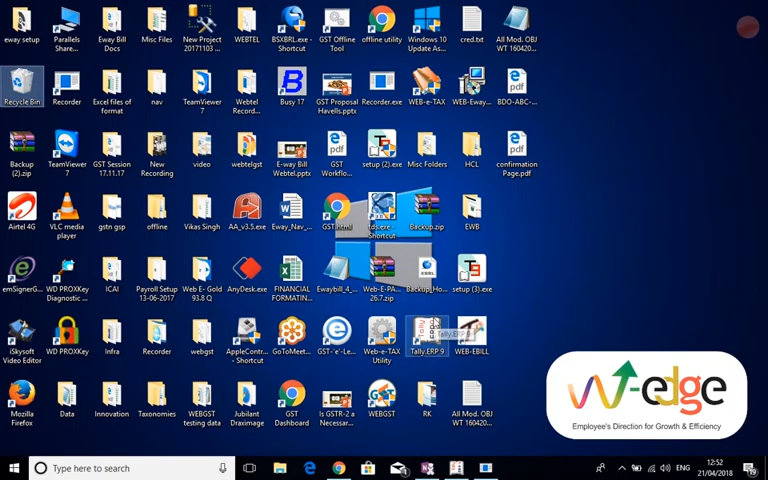 eway setup
Parallels Share...
Eway Bill Docs
Misc Files
New Project 20171103 ...
WEBTEL
BSXBRL.exe - Shortcut
GST Offline Tool
offline utility
Windows 10 Update As...
cred.txt
All Mod. OBJ WT 160420...
Recycle Bin
Recorder
Excel files of format
nav
TeamViewer 7
Webtel Record...
Busy 17
GST Proposal Havells.pptx
Recorder.exe
WEB-e-TAX
WEB-Eway...
BDO-ABC-...
Backup (2).zip
TeamViewer 7
GST Session 17.11.17
New Recording
video
webtelgst
E-way Bill Webtel.pptx
GST Workflo...
setup (2).exe
Misc Folders
HCL
confirmation Page.pdf
Airtel 4G
VLC media player
gstn gsp
offline
Vikas Singh
AA_v3.5.exe
Eway_Nav_...
GST.html
tds.exe - Shortcut
Backup.zip
EWB
emSignerG...
WD PROXKey Diagnostic ...
ICAI
Payroll Setup 13-06-2017
Web E- Gold 93.8 Q
AnyDesk.exe
FINANCIAL FORMATIN...
Ewaybill_4_...
Web-E-PA... 26.7.zip
Backup_Ho...
setup (3).exe
iSkysoft Video Editor
WD PROXKey
Infra
Recorder
webgst
AppleContr... - Shortcut
GoToMeet...
GST-'e'-Le...
Web-e-TAX Utility
Tally.ERP 9
WEB-EBILL
Mozilla Firefox
Data
Innovation
Taxonomies
WEBGST testing data
Jubilant Draximage
GST Dashboard
Is GSTR-2 a Necessar...
WEBGST
RK
All Mod. OBJ WT 160420...
w-edge
Employee's Direction for Growth & Efficiency
Type here to search
ENG
12:52
21/04/2018